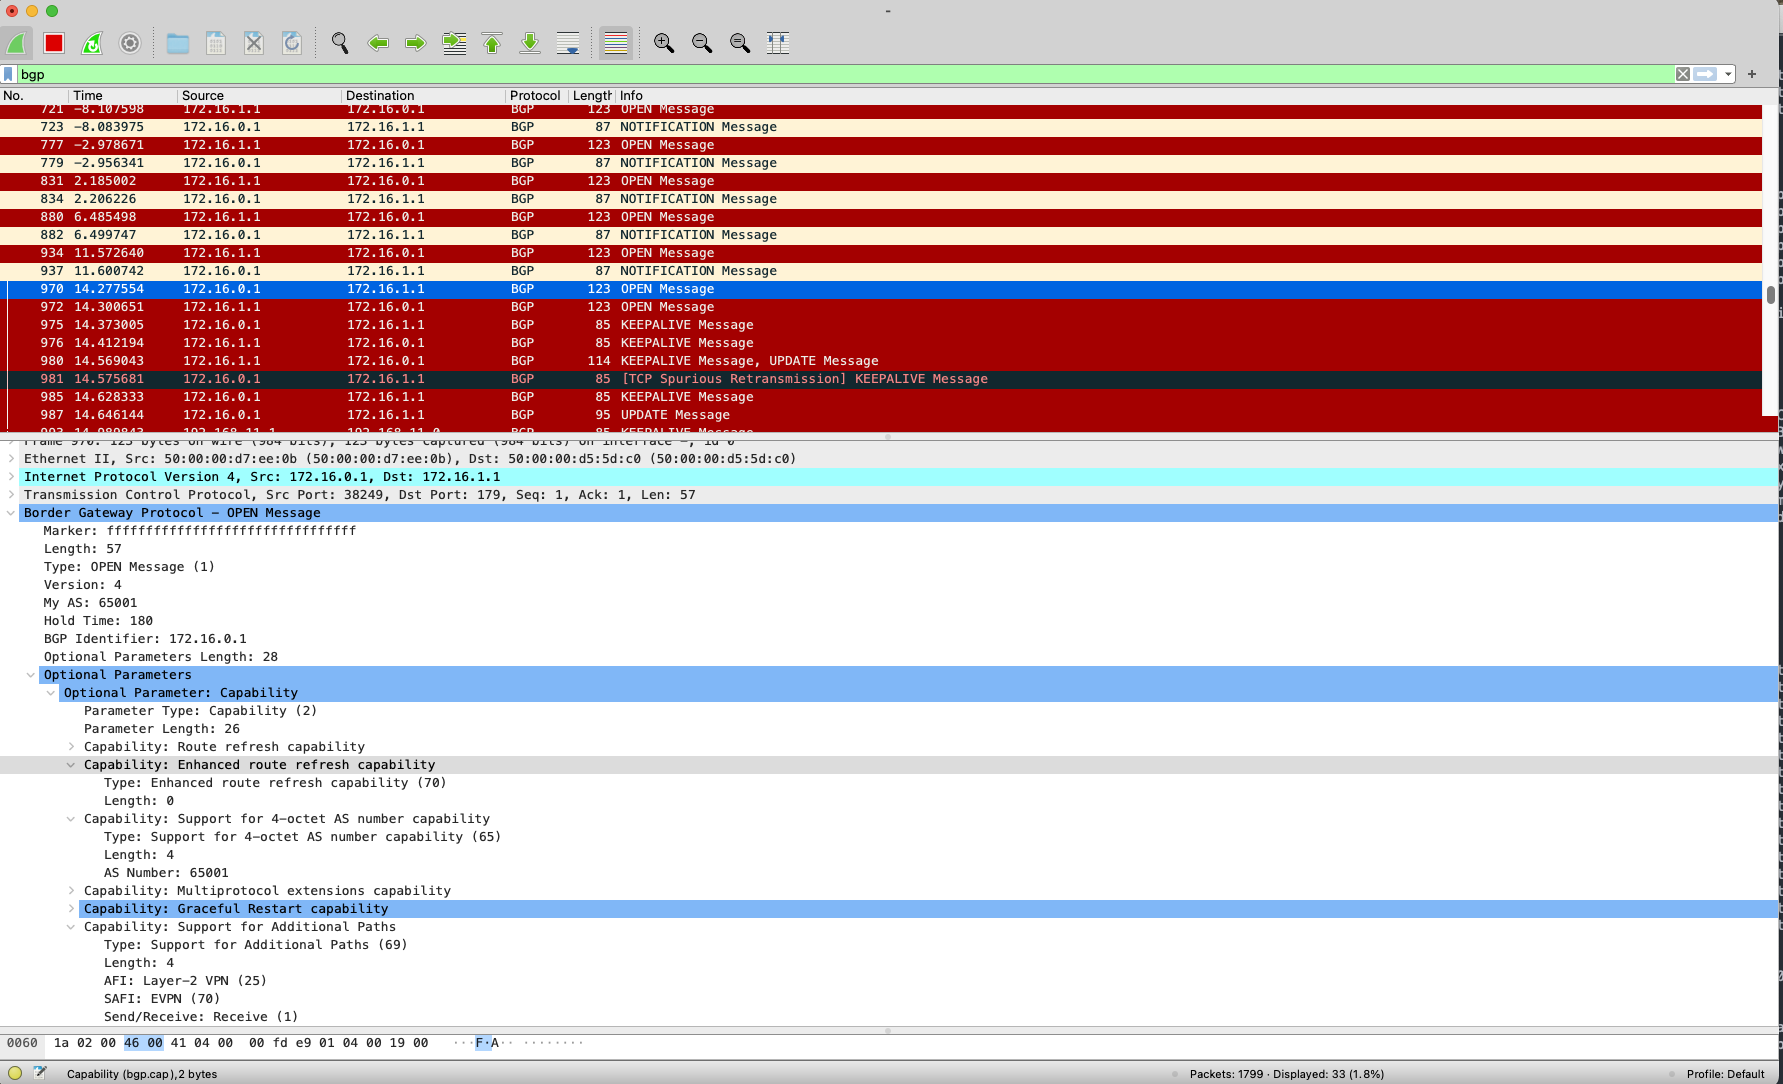 -
bgp
No. Time Source Destination Protocol Length Info
721 -8.107598 172.16.1.1 172.16.0.1 BGP 123 OPEN Message
723 -8.083975 172.16.0.1 172.16.1.1 BGP 87 NOTIFICATION Message
777 -2.978671 172.16.1.1 172.16.0.1 BGP 123 OPEN Message
779 -2.956341 172.16.0.1 172.16.1.1 BGP 87 NOTIFICATION Message
831 2.185002 172.16.1.1 172.16.0.1 BGP 123 OPEN Message
834 2.206226 172.16.0.1 172.16.1.1 BGP 87 NOTIFICATION Message
880 6.485498 172.16.1.1 172.16.0.1 BGP 123 OPEN Message
882 6.499747 172.16.0.1 172.16.1.1 BGP 87 NOTIFICATION Message
934 11.572640 172.16.1.1 172.16.0.1 BGP 123 OPEN Message
937 11.600742 172.16.0.1 172.16.1.1 BGP 87 NOTIFICATION Message
970 14.277554 172.16.0.1 172.16.1.1 BGP 123 OPEN Message
972 14.300651 172.16.1.1 172.16.0.1 BGP 123 OPEN Message
975 14.373005 172.16.1.1 172.16.0.1 BGP 85 KEEPALIVE Message
976 14.412194 172.16.0.1 172.16.1.1 BGP 85 KEEPALIVE Message
980 14.569043 172.16.1.1 172.16.0.1 BGP 114 KEEPALIVE Message, UPDATE Message
981 14.575681 172.16.0.1 172.16.1.1 BGP 85 [TCP Spurious Retransmission] KEEPALIVE Message
985 14.628333 172.16.0.1 172.16.1.1 BGP 85 KEEPALIVE Message
987 14.646144 172.16.0.1 172.16.1.1 BGP 95 UPDATE Message
993 14.989843 192.168.11.1 192.168.11.0 BGP 85 KEEPALIVE Message
Frame 970: 123 bytes on wire (984 bits), 123 bytes captured (984 bits) on interface -, id 0
Ethernet II, Src: 50:00:00:d7:ee:0b (50:00:00:d7:ee:0b), Dst: 50:00:00:d5:5d:c0 (50:00:00:d5:5d:c0)
Internet Protocol Version 4, Src: 172.16.0.1, Dst: 172.16.1.1
Transmission Control Protocol, Src Port: 38249, Dst Port: 179, Seq: 1, Ack: 1, Len: 57
Border Gateway Protocol – OPEN Message
Marker: ffffffffffffffffffffffffffffffff
Length: 57
Type: OPEN Message (1)
Version: 4
My AS: 65001
Hold Time: 180
BGP Identifier: 172.16.0.1
Optional Parameters Length: 28
Optional Parameters
Optional Parameter: Capability
Parameter Type: Capability (2)
Parameter Length: 26
Capability: Route refresh capability
Capability: Enhanced route refresh capability
Type: Enhanced route refresh capability (70)
Length: 0
Capability: Support for 4-octet AS number capability
Type: Support for 4-octet AS number capability (65)
Length: 4
AS Number: 65001
Capability: Multiprotocol extensions capability
Capability: Graceful Restart capability
Capability: Support for Additional Paths
Type: Support for Additional Paths (69)
Length: 4
AFI: Layer-2 VPN (25)
SAFI: EVPN (70)
Send/Receive: Receive (1)
0060 1a 02 00 46 00 41 04 00 00 fd e9 01 04 00 19 00 ···F·A·· ········
Capability (bgp.cap), 2 bytes Packets: 1799 · Displayed: 33 (1.8%) Profile: Default